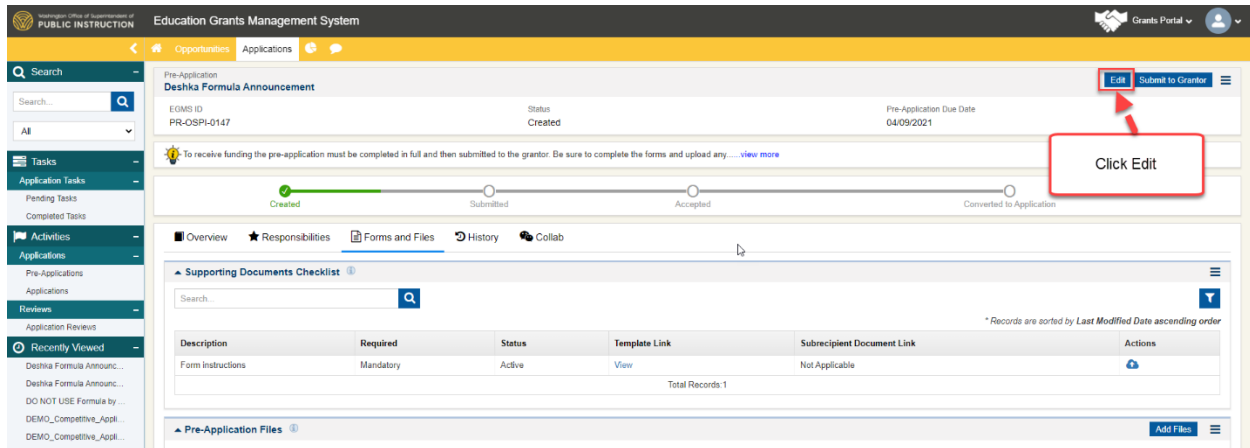 Washington Office of Superintendent of
PUBLIC INSTRUCTION
Education Grants Management System
Grants Portal
Opportunities
Applications
Search
Search...
All
Tasks
Application Tasks
Pending Tasks
Completed Tasks
Activities
Applications
Pre-Applications
Applications
Reviews
Application Reviews
Recently Viewed
Deshka Formula Announc...
Deshka Formula Announc...
DO NOT USE Formula by ...
DEMO_Competitive_Appli...
DEMO_Competitive_Appli...
Pre-Application
Deshka Formula Announcement
Edit
Submit to Grantor
EGMS ID
PR-OSPI-0147
Status
Created
Pre-Application Due Date
04/09/2021
To receive funding the pre-application must be completed in full and then submitted to the grantor. Be sure to complete the forms and upload any......view more
Click Edit
Created
Submitted
Accepted
Converted to Application
Overview
Responsibilities
Forms and Files
History
Collab
Supporting Documents Checklist
Search...
* Records are sorted by Last Modified Date ascending order
Description Required Status Template Link Subrecipient Document Link Actions
Form instructions Mandatory Active View Not Applicable
Total Records:1
Pre-Application Files
Add Files